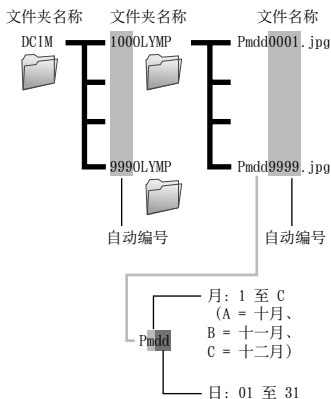 文件夹名称 文件夹名称 文件名称
DCIM 100OLYMP Pmdd0001.jpg
999OLYMP Pmdd9999.jpg
自动编号 自动编号
月: 1 至 C
(A = 十月、
B = 十一月、
C = 十二月)
Pmdd
日: 01 至 31